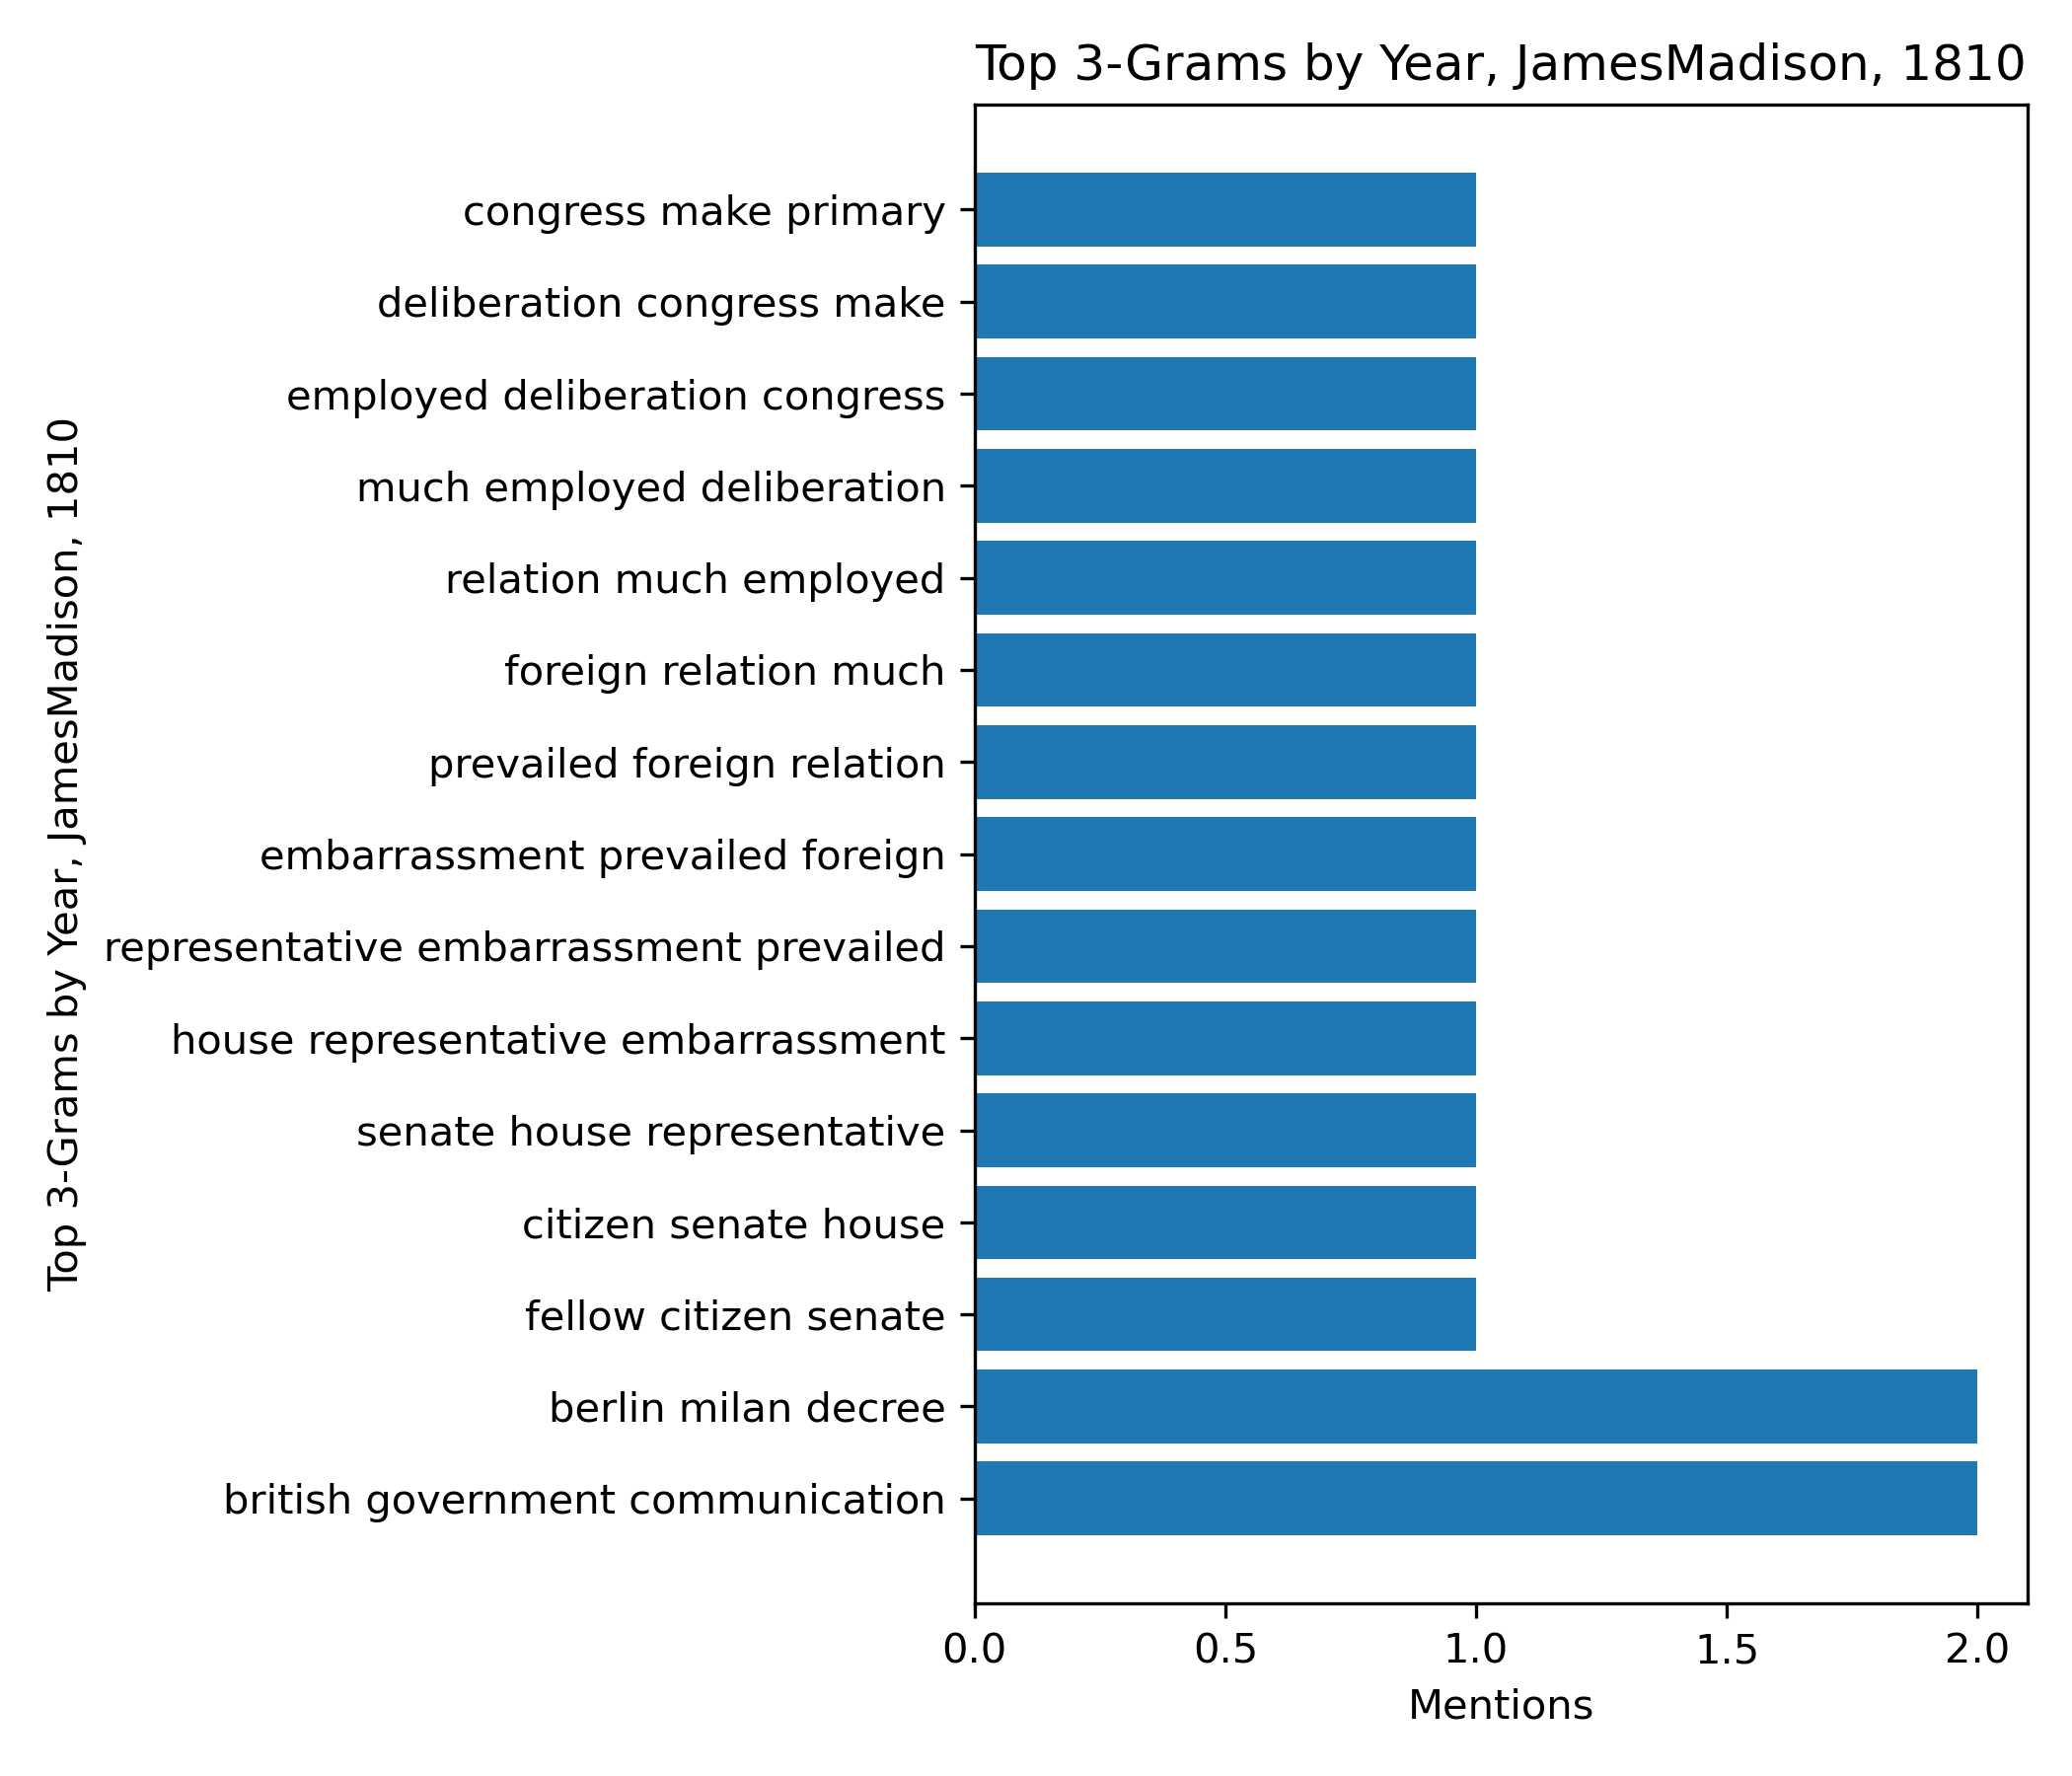 Top 3-Grams by Year, JamesMadison, 1810
Top 3-Grams by Year, JamesMadison, 1810
congress make primary
deliberation congress make
employed deliberation congress
much employed deliberation
relation much employed
foreign relation much
prevailed foreign relation
embarrassment prevailed foreign
representative embarrassment prevailed
house representative embarrassment
senate house representative
citizen senate house
fellow citizen senate
berlin milan decree
british government communication
0.0 0.5 1.0 1.5 2.0
Mentions